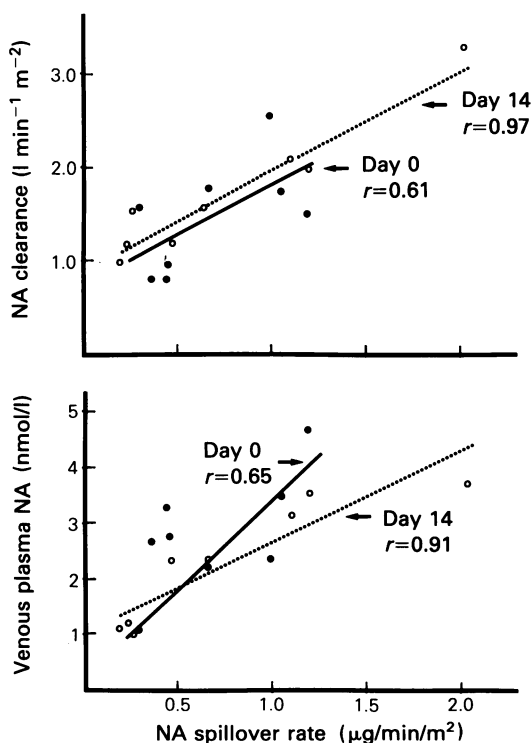 NA clearance (l min⁻¹ m⁻²)
3.0
2.0
1.0
Day 14
r=0.97
Day 0
r=0.61
Venous plasma NA (nmol/l)
5
4
3
2
1
Day 0
r=0.65
Day 14
r=0.91
0.5 1.0 1.5 2.0
NA spillover rate (µg/min/m²)